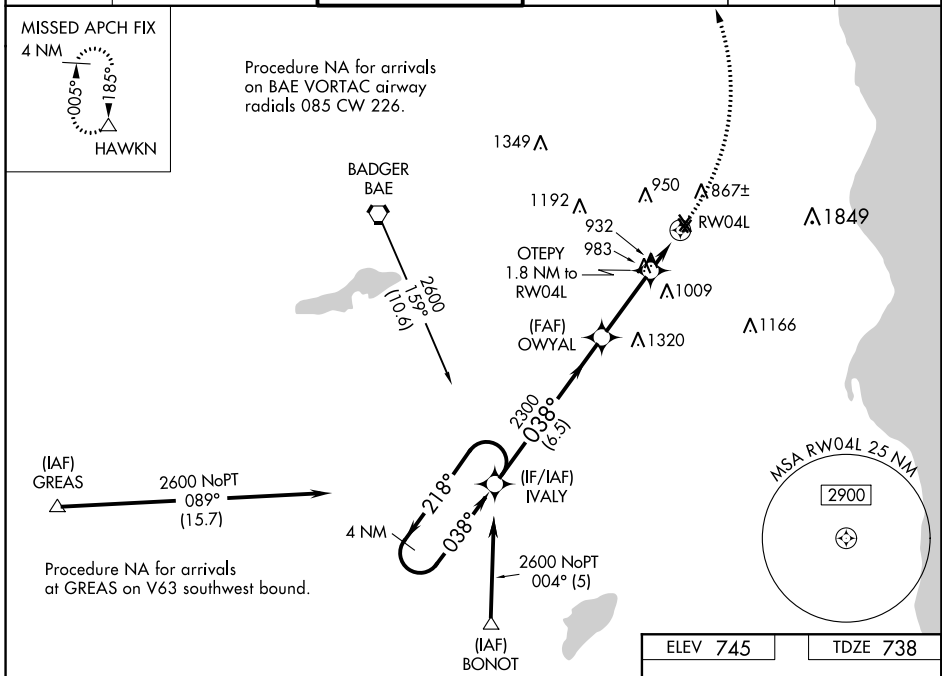 MISSED APCH FIX
4 NM
005°
185°
HAWKN
Procedure NA for arrivals
on BAE VORTAC airway
radials 085 CW 226.
BADGER
BAE
2600
159°
(10.6)
1349
1192
950
867±
932
983
RW04L
1849
OTEPY
1.8 NM to
RW04L
1009
(FAF)
OWYAL
1320
1166
2300
038°
(6.5)
(IAF)
GREAS
2600 NoPT
089°
(15.7)
218°
038°
4 NM
(IF/IAF)
IVALY
MSA RW04L 25 NM
2900
Procedure NA for arrivals
at GREAS on V63 southwest bound.
2600 NoPT
004° (5)
(IAF)
BONOT
ELEV 745
TDZE 738